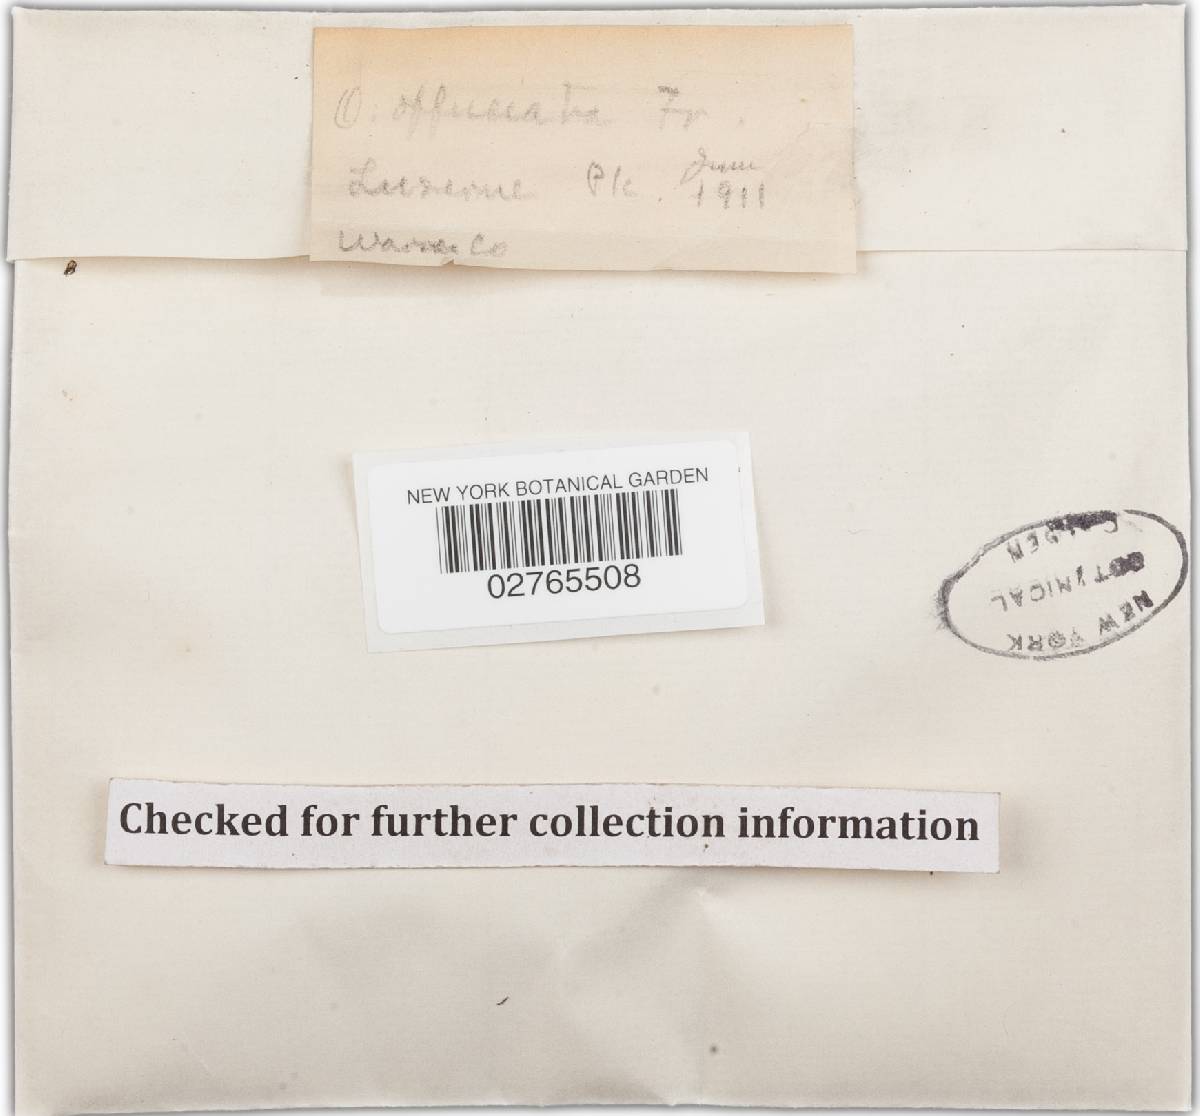 O. offuciata Fr.
Luzerne Pk. June 1911
Warren Co
NEW YORK BOTANICAL GARDEN
02765508
NEW YORK
BOTANICAL
GARDEN
Checked for further collection information